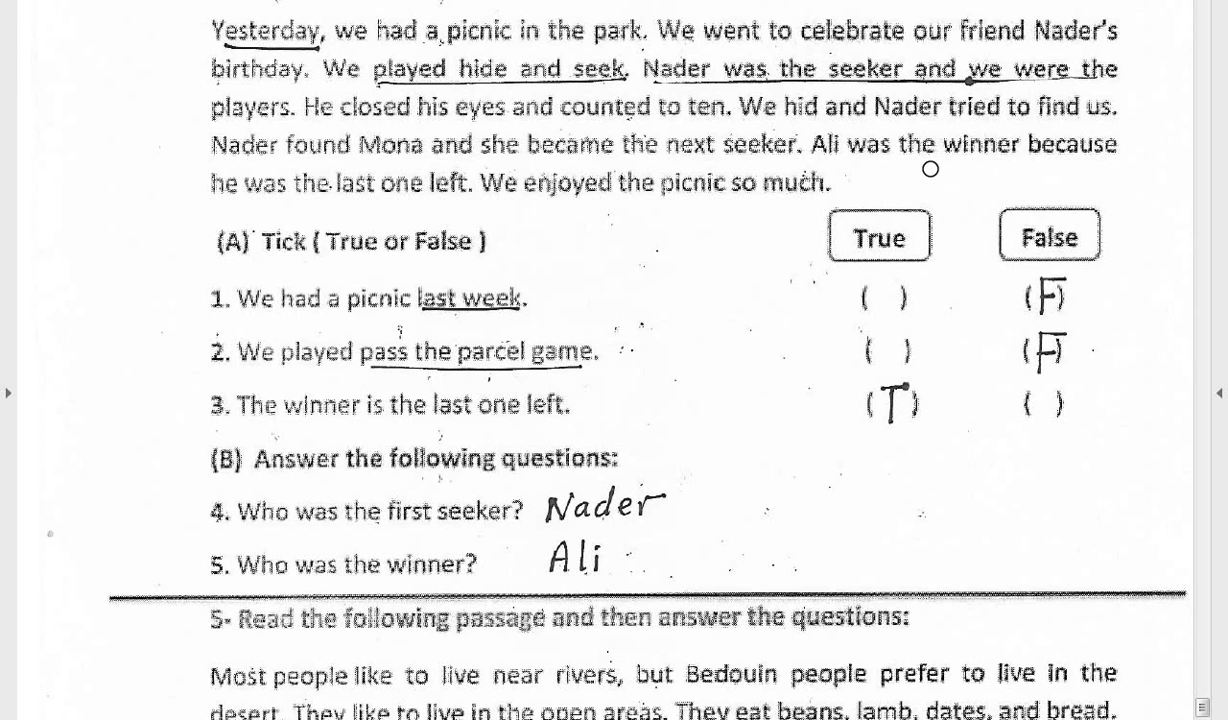 Yesterday, we had a picnic in the park. We went to celebrate our friend Nader's
birthday. We played hide and seek. Nader was the seeker and we were the
players. He closed his eyes and counted to ten. We hid and Nader tried to find us.
Nader found Mona and she became the next seeker. Ali was the winner because
he was the last one left. We enjoyed the picnic so much.
(A) Tick ( True or False ) True False
1. We had a picnic last week. ( ) (F)
2. We played pass the parcel game. ( ) (F)
3. The winner is the last one left. (T) ( )
(B) Answer the following questions:
4. Who was the first seeker? Nader
5. Who was the winner? Ali
5- Read the following passage and then answer the questions:
Most people like to live near rivers, but Bedouin people prefer to live in the
desert. They like to live in the open areas. They eat beans, lamb, dates, and bread.